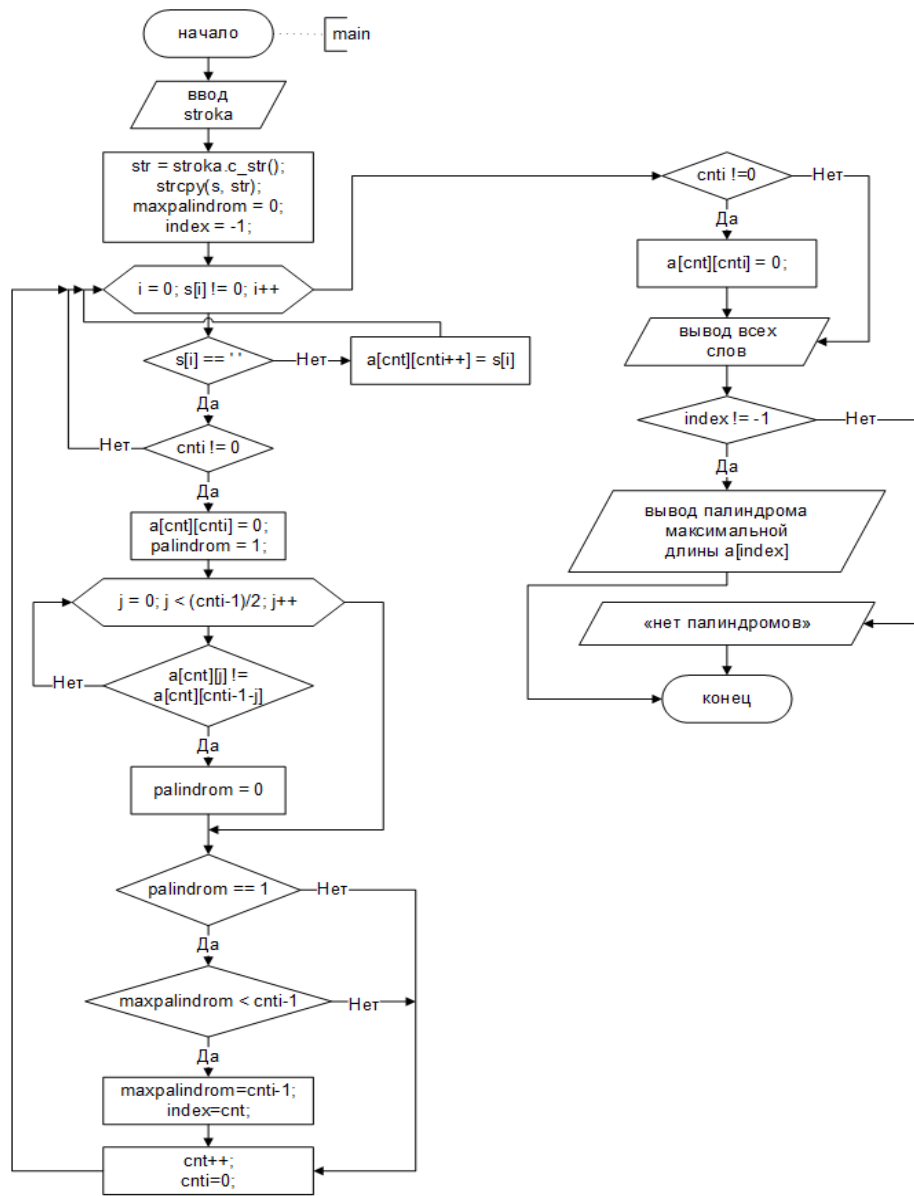 начало
main
ввод
stroka
str = stroka.c_str();
strcpy(s, str);
maxpalindrom = 0;
index = -1;
i = 0; s[i] != 0; i++
s[i] == ' '
Нет
a[cnt][cnti++] = s[i]
Да
Нет
cnti != 0
Да
a[cnt][cnti] = 0;
palindrom = 1;
j = 0; j < (cnti-1)/2; j++
Нет
a[cnt][j] !=
a[cnt][cnti-1-j]
Да
palindrom = 0
palindrom == 1
Нет
Да
maxpalindrom < cnti-1
Нет
Да
maxpalindrom=cnti-1;
index=cnt;
cnt++;
cnti=0;
cnti !=0
Нет
Да
a[cnt][cnti] = 0;
вывод всех
слов
index != -1
Нет
Да
вывод палиндрома
максимальной
длины a[index]
«нет палиндромов»
конец